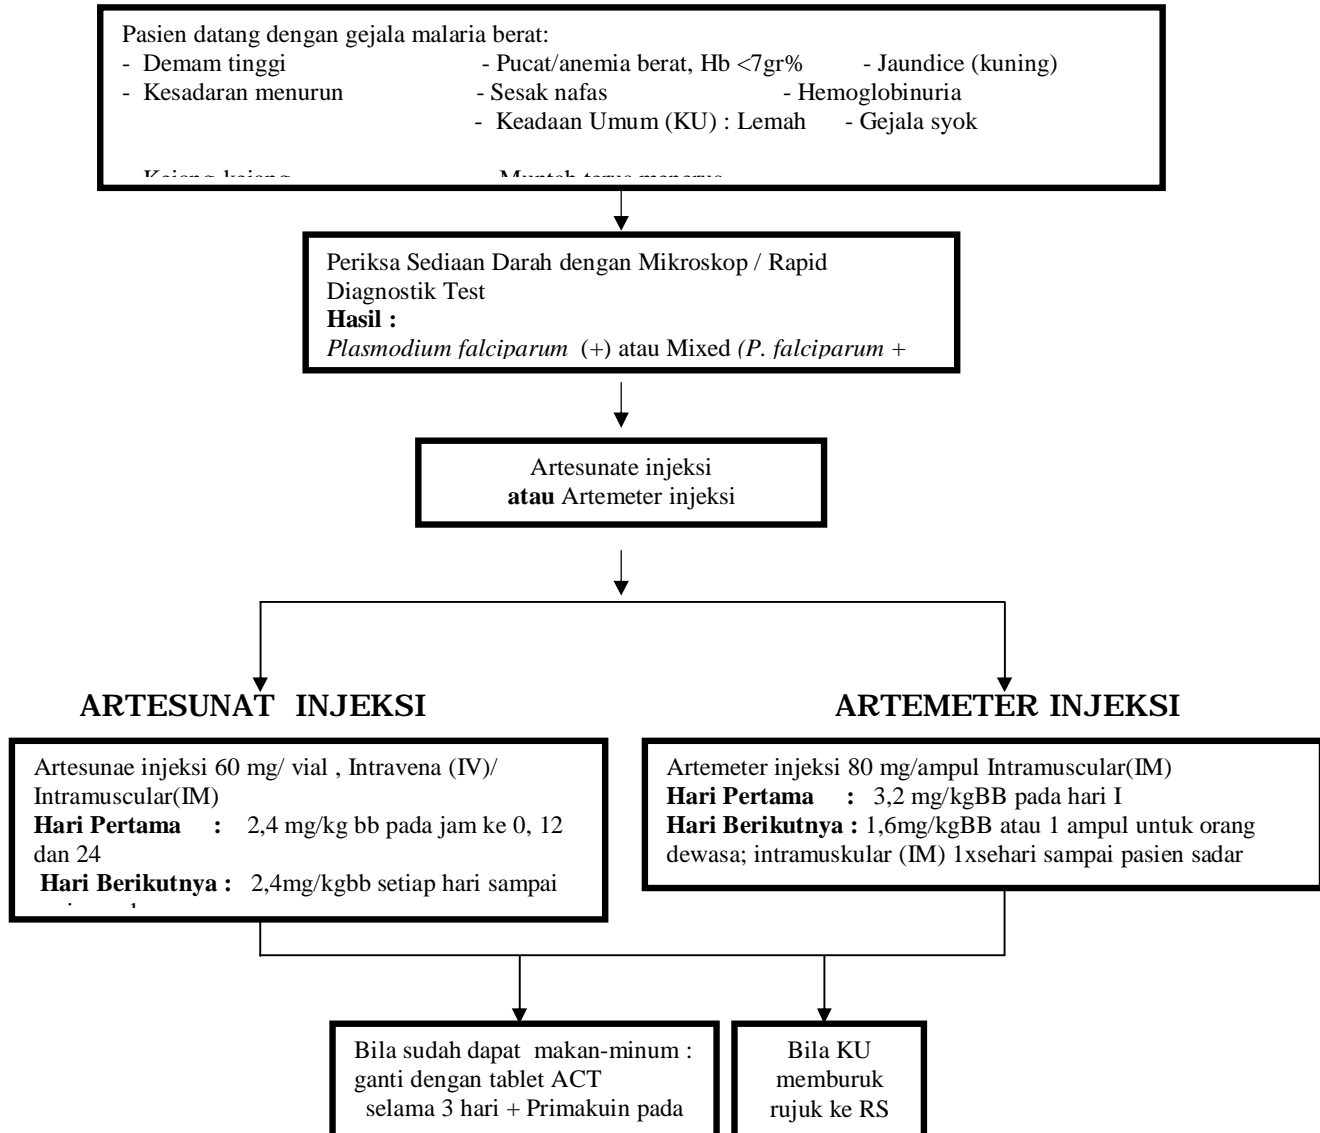 Pasien datang dengan gejala malaria berat:
- Demam tinggi - Pucat/anemia berat, Hb <7gr% - Jaundice (kuning)
- Kesadaran menurun - Sesak nafas - Hemoglobinuria
- Keadaan Umum (KU) : Lemah - Gejala syok
- Kejang-kejang - Muntah terus menerus
Periksa Sediaan Darah dengan Mikroskop / Rapid
Diagnostik Test
Hasil :
Plasmodium falciparum (+) atau Mixed (P. falciparum +
Artesunate injeksi
atau Artemeter injeksi
ARTESUNAT INJEKSI
Artesunae injeksi 60 mg/ vial , Intravena (IV)/
Intramuscular(IM)
Hari Pertama : 2,4 mg/kg bb pada jam ke 0, 12
dan 24
Hari Berikutnya : 2,4mg/kgbb setiap hari sampai
ARTEMETER INJEKSI
Artemeter injeksi 80 mg/ampul Intramuscular(IM)
Hari Pertama : 3,2 mg/kgBB pada hari I
Hari Berikutnya : 1,6mg/kgBB atau 1 ampul untuk orang
dewasa; intramuskular (IM) 1xsehari sampai pasien sadar
Bila sudah dapat makan-minum :
ganti dengan tablet ACT
selama 3 hari + Primakuin pada
Bila KU
memburuk
rujuk ke RS